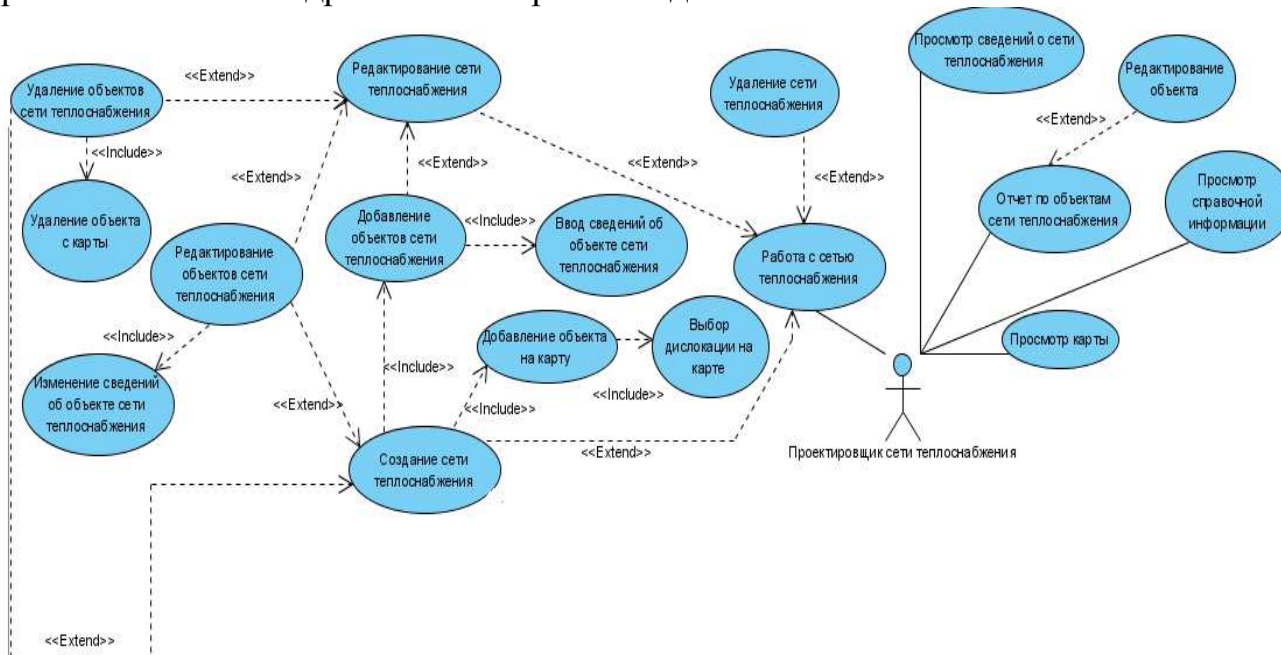 <<Extend>>
Удаление объектов
сети теплоснабжения
Редактирование сети
теплоснабжения
Удаление сети
теплоснабжения
Просмотр сведений о сети
теплоснабжения
Редактирование
объекта
<<Extend>>
<<Include>>
<<Extend>>
<<Extend>>
<<Extend>>
<<Extend>>
Удаление объекта
с карты
Добавление
объектов сети
теплоснабжения
<<Include>>
Ввод сведений об
объекте сети
теплоснабжения
Отчет по объектам
сети теплоснабжения
Просмотр
справочной
информации
Редактирование
объектов сети
теплоснабжения
Работа с сетью
теплоснабжения
<<Include>>
Добавление объекта
на карту
Выбор
дислокации на
карте
Просмотр карты
Изменение сведений
об объекте сети
теплоснабжения
<<Include>>
<<Include>>
<<Extend>>
<<Include>>
Создание сети
теплоснабжения
<<Extend>>
Проектировщик сети теплоснабжения
<<Extend>>